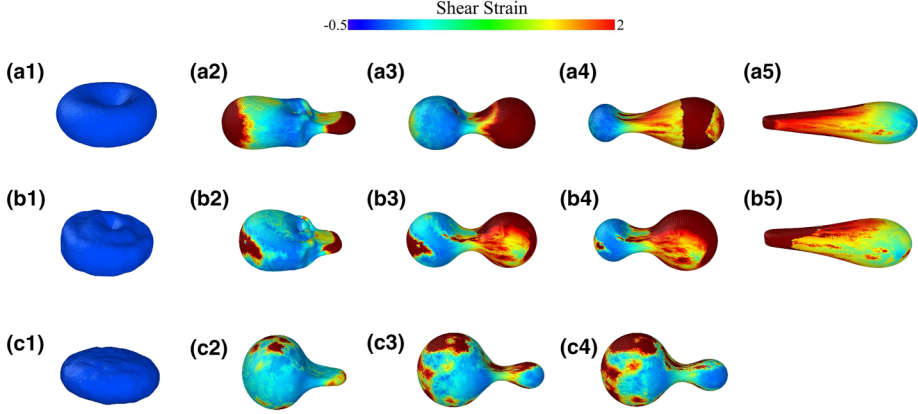 Shear Strain
-0.5 2
(a1) (a2) (a3) (a4) (a5)
(b1) (b2) (b3) (b4) (b5)
(c1) (c2) (c3) (c4)